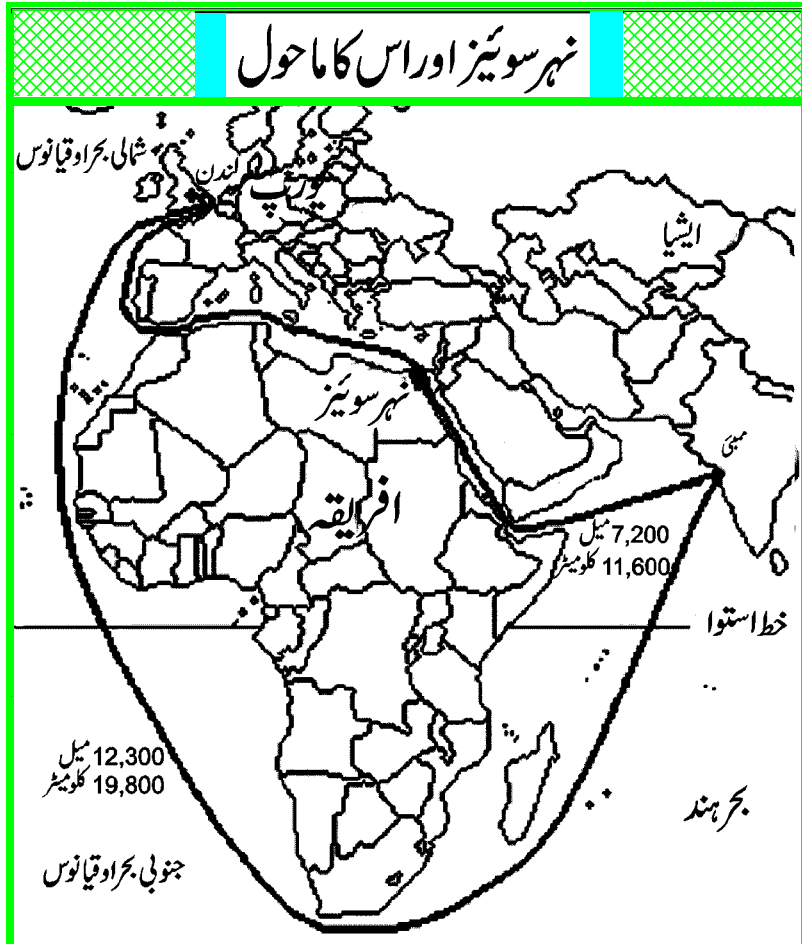 نہر سوئیز اور اس کا ماحول
شمالی بحر اوقیانوس
لندن
یورپ
ایشیا
نہر سوئیز
ممبئی
افریقہ
7,200 میل
11,600 کلومیٹر
خط استوا
12,300 میل
19,800 کلومیٹر
بحر ہند
جنوبی بحر اوقیانوس